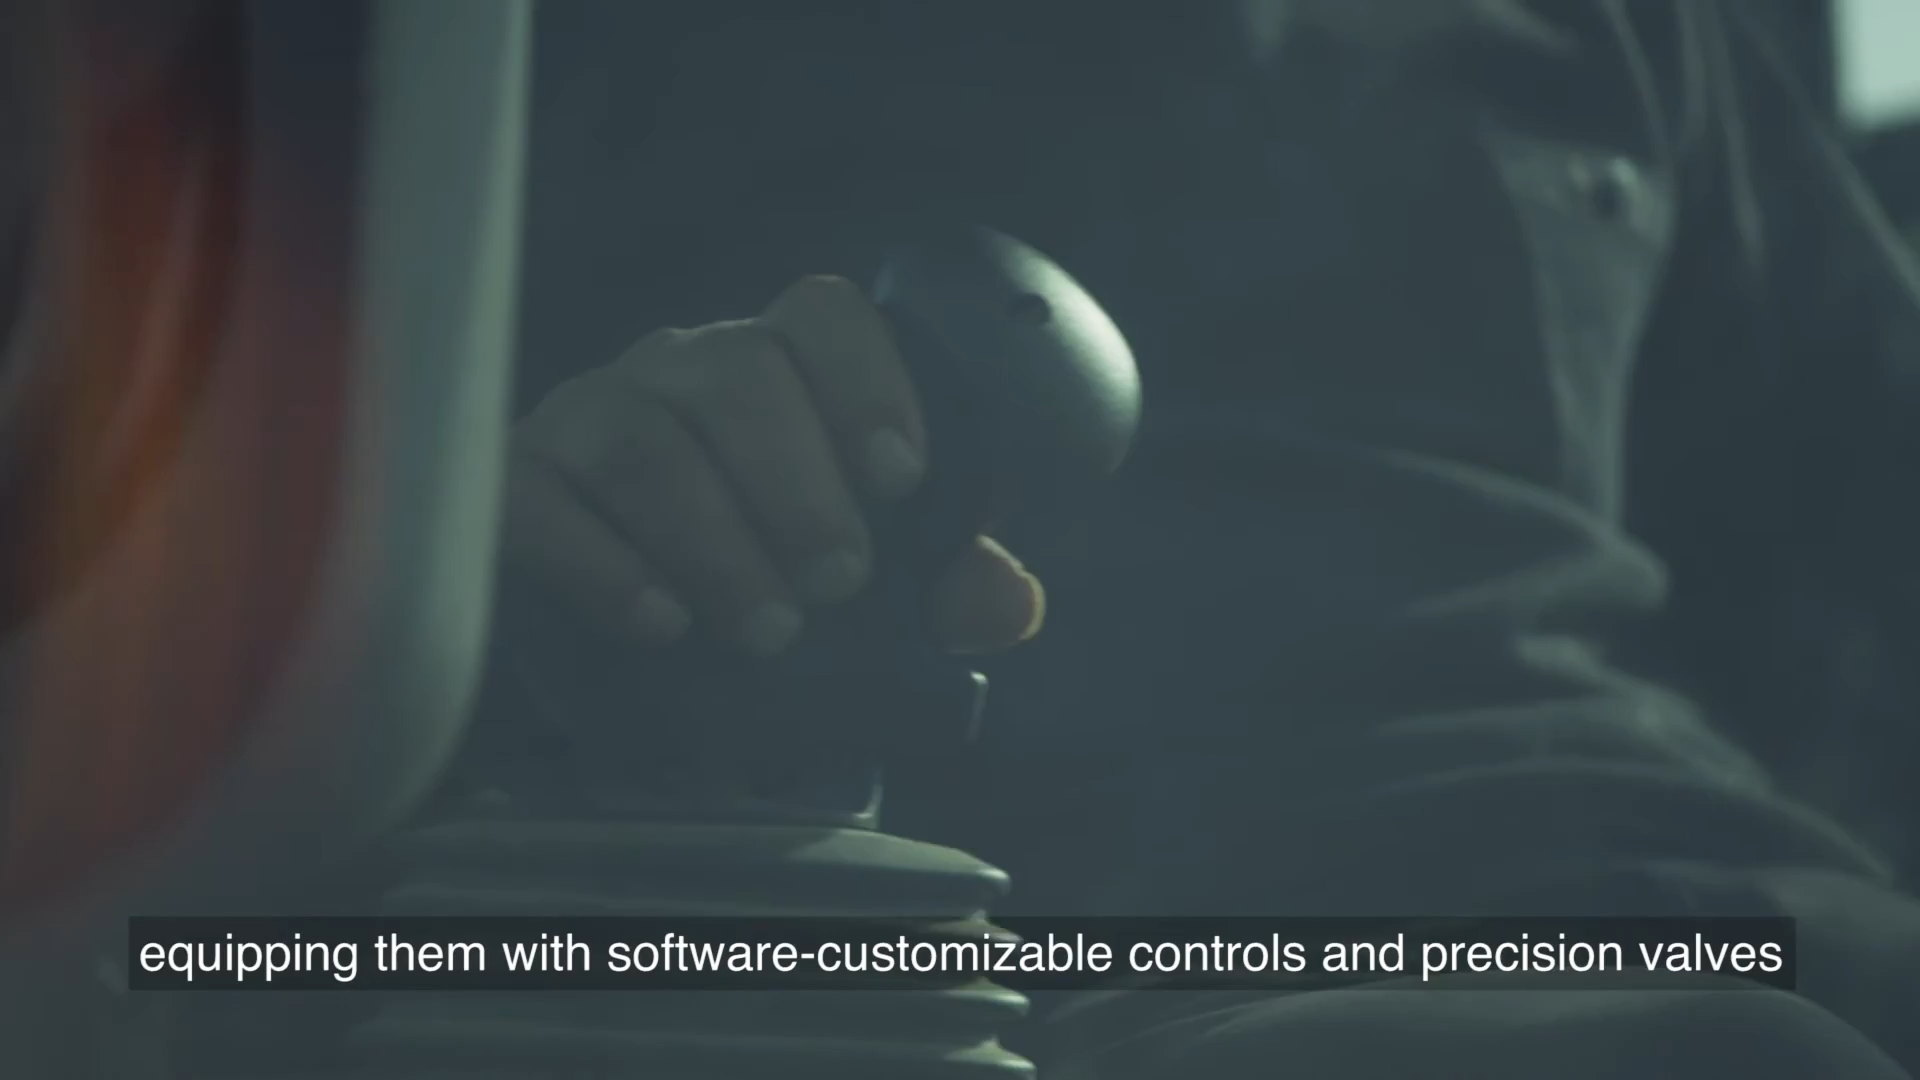 equipping them with software-customizable controls and precision valves